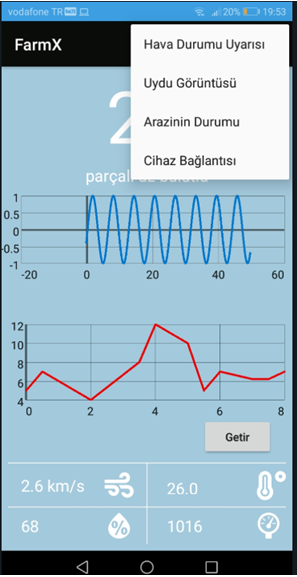 vodafone TR 20% 19:53
FarmX
Hava Durumu Uyarısı
Uydu Görüntüsü
Arazinin Durumu
Cihaz Bağlantısı
2
1
0.5
0
-0.5
-1
-20 0 20 40 60
12
10
8
6
4
0 2 4 6 8
Getir
2.6 km/s 26.0
68 % 1016